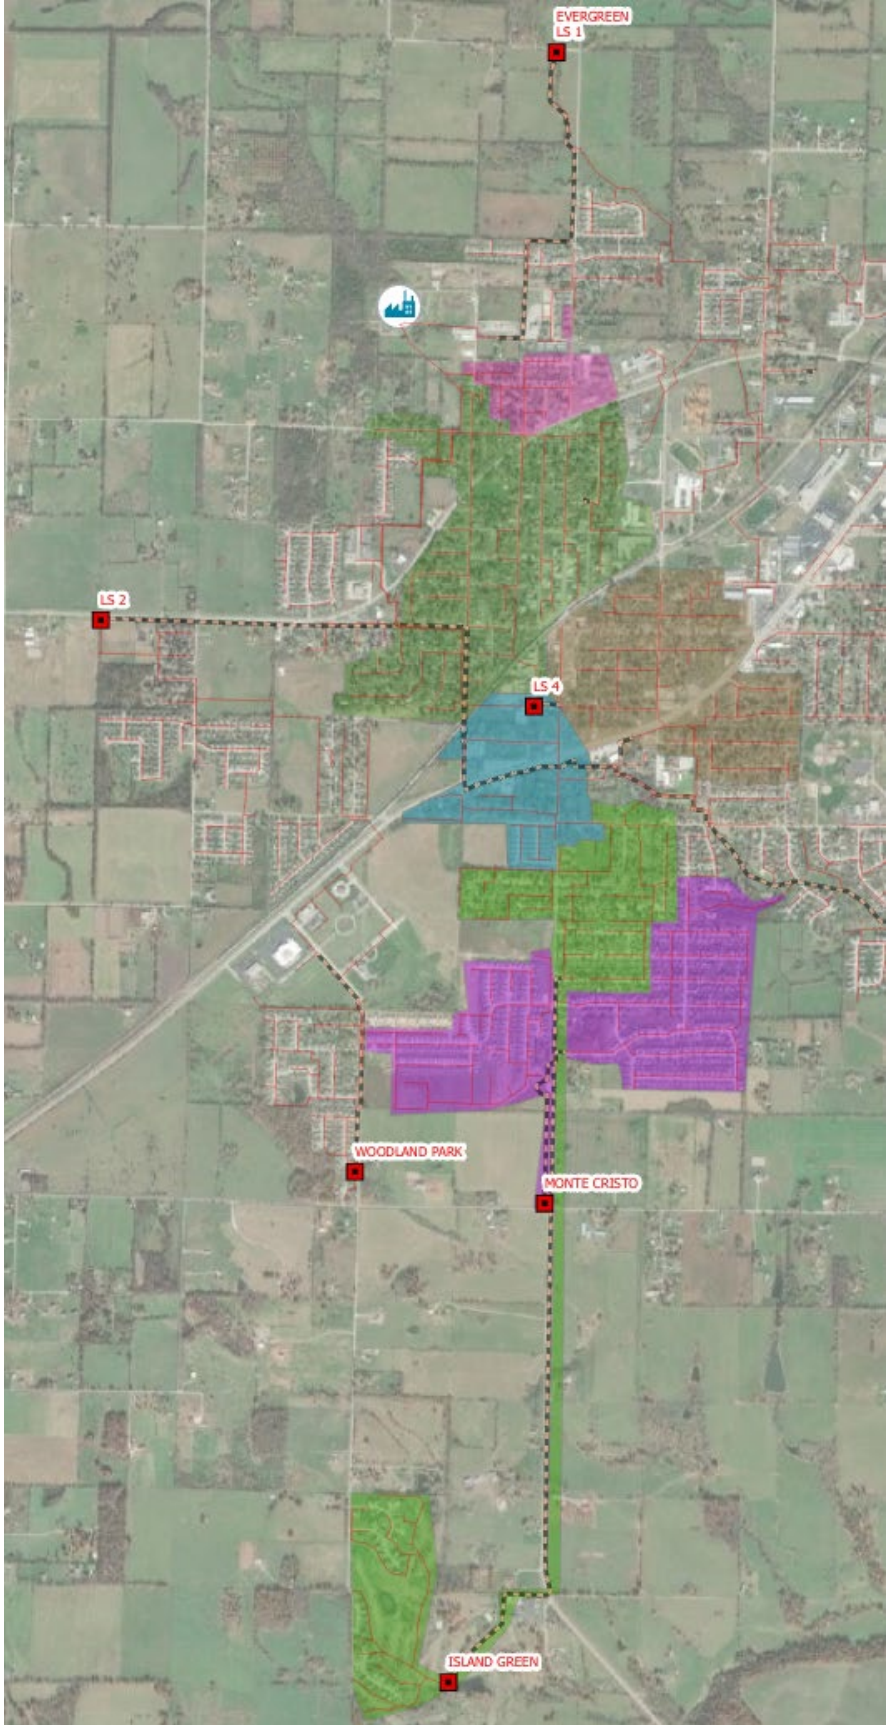 EVERGREEN
LS 1
LS 2
LS 4
WOODLAND PARK
MONTE CRISTO
ISLAND GREEN